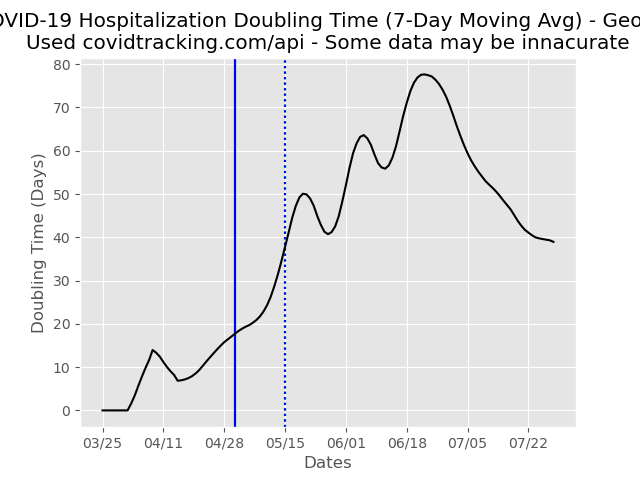 OVID-19 Hospitalization Doubling Time (7-Day Moving Avg) - Geo
Used covidtracking.com/api - Some data may be innacurate
80
70
60
50
40
30
20
10
0
Doubling Time (Days)
03/25 04/11 04/28 05/15 06/01 06/18 07/05 07/22
Dates